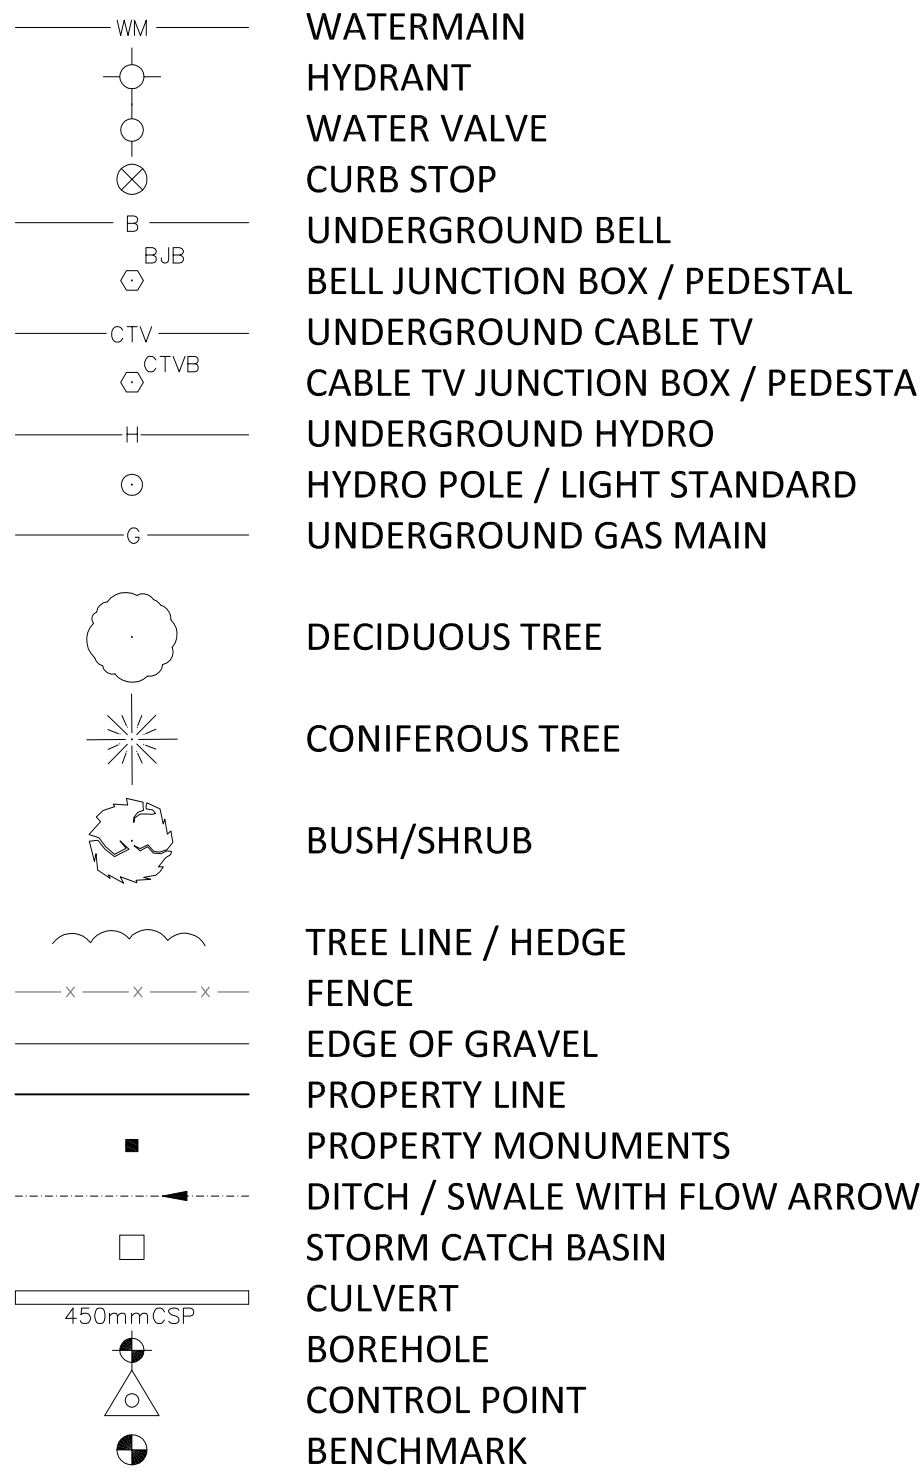 WM WATERMAIN
HYDRANT
WATER VALVE
CURB STOP
B UNDERGROUND BELL
BJB
BELL JUNCTION BOX / PEDESTAL
CTV UNDERGROUND CABLE TV
CTVB
CABLE TV JUNCTION BOX / PEDESTA
H UNDERGROUND HYDRO
HYDRO POLE / LIGHT STANDARD
G UNDERGROUND GAS MAIN
DECIDUOUS TREE
CONIFEROUS TREE
BUSH/SHRUB
TREE LINE / HEDGE
x x x FENCE
EDGE OF GRAVEL
PROPERTY LINE
PROPERTY MONUMENTS
DITCH / SWALE WITH FLOW ARROW
STORM CATCH BASIN
CULVERT
450mmCSP
BOREHOLE
CONTROL POINT
BENCHMARK